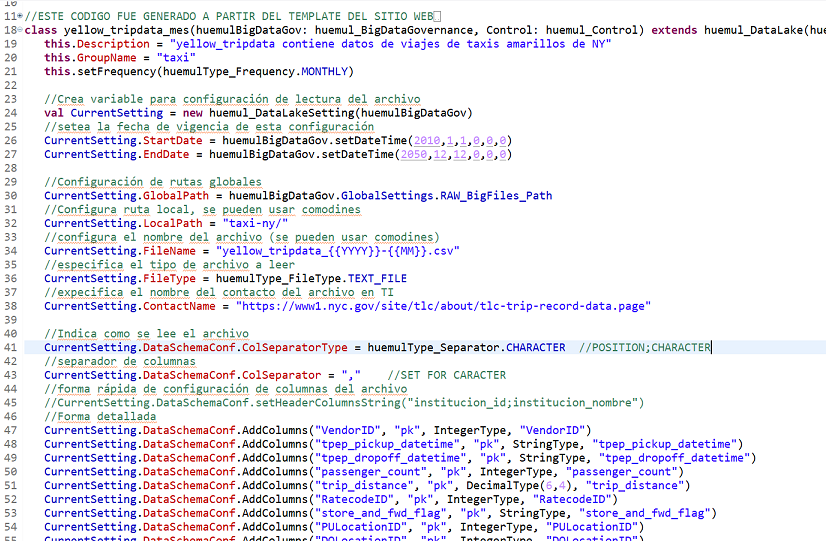 10
11 //ESTE CODIGO FUE GENERADO A PARTIR DEL TEMPLATE DEL SITIO WEB
18 class yellow_tripdata_mes(huemulBigDataGov: huemul_BigDataGovernance, Control: huemul_Control) extends huemul_DataLake(hue
19 this.Description = "yellow_tripdata contiene datos de viajes de taxis amarillos de NY"
20 this.GroupName = "taxi"
21 this.setFrequency(huemulType_Frequency.MONTHLY)
22
23 //Crea variable para configuración de lectura del archivo
24 val CurrentSetting = new huemul_DataLakeSetting(huemulBigDataGov)
25 //setea la fecha de vigencia de esta configuración
26 CurrentSetting.StartDate = huemulBigDataGov.setDateTime(2010,1,1,0,0,0)
27 CurrentSetting.EndDate = huemulBigDataGov.setDateTime(2050,12,12,0,0,0)
28
29 //Configuración de rutas globales
30 CurrentSetting.GlobalPath = huemulBigDataGov.GlobalSettings.RAW_BigFiles_Path
31 //Configura ruta local, se pueden usar comodines
32 CurrentSetting.LocalPath = "taxi-ny/"
33 //configura el nombre del archivo (se pueden usar comodines)
34 CurrentSetting.FileName = "yellow_tripdata_{{YYYY}}-{{MM}}.csv"
35 //especifica el tipo de archivo a leer
36 CurrentSetting.FileType = huemulType_FileType.TEXT_FILE
37 //expecifica el nombre del contacto del archivo en TI
38 CurrentSetting.ContactName = "https://www1.nyc.gov/site/tlc/about/tlc-trip-record-data.page"
39
40 //Indica como se lee el archivo
41 CurrentSetting.DataSchemaConf.ColSeparatorType = huemulType_Separator.CHARACTER //POSITION;CHARACTER
42 //separador de columnas
43 CurrentSetting.DataSchemaConf.ColSeparator = "," //SET FOR CARACTER
44 //forma rápida de configuración de columnas del archivo
45 //CurrentSetting.DataSchemaConf.setHeaderColumnsString("institucion_id;institucion_nombre")
46 //Forma detallada
47 CurrentSetting.DataSchemaConf.AddColumns("VendorID", "pk", IntegerType, "VendorID")
48 CurrentSetting.DataSchemaConf.AddColumns("tpep_pickup_datetime", "pk", StringType, "tpep_pickup_datetime")
49 CurrentSetting.DataSchemaConf.AddColumns("tpep_dropoff_datetime", "pk", StringType, "tpep_dropoff_datetime")
50 CurrentSetting.DataSchemaConf.AddColumns("passenger_count", "pk", IntegerType, "passenger_count")
51 CurrentSetting.DataSchemaConf.AddColumns("trip_distance", "pk", DecimalType(6,4), "trip_distance")
52 CurrentSetting.DataSchemaConf.AddColumns("RatecodeID", "pk", IntegerType, "RatecodeID")
53 CurrentSetting.DataSchemaConf.AddColumns("store_and_fwd_flag", "pk", StringType, "store_and_fwd_flag")
54 CurrentSetting.DataSchemaConf.AddColumns("PULocationID", "pk", IntegerType, "PULocationID")
55 CurrentSetting.DataSchemaConf.AddColumns("DOLocationID", "pk", IntegerType, "DOLocationID")